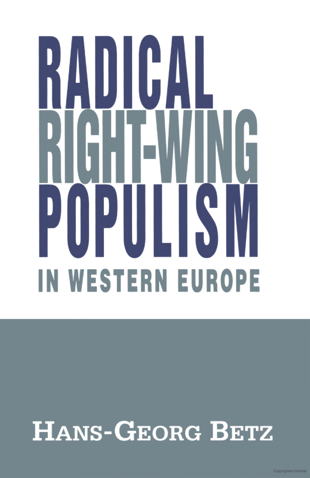 RADICAL
RIGHT-WING
POPULISM
IN WESTERN EUROPE
HANS-GEORG BETZ